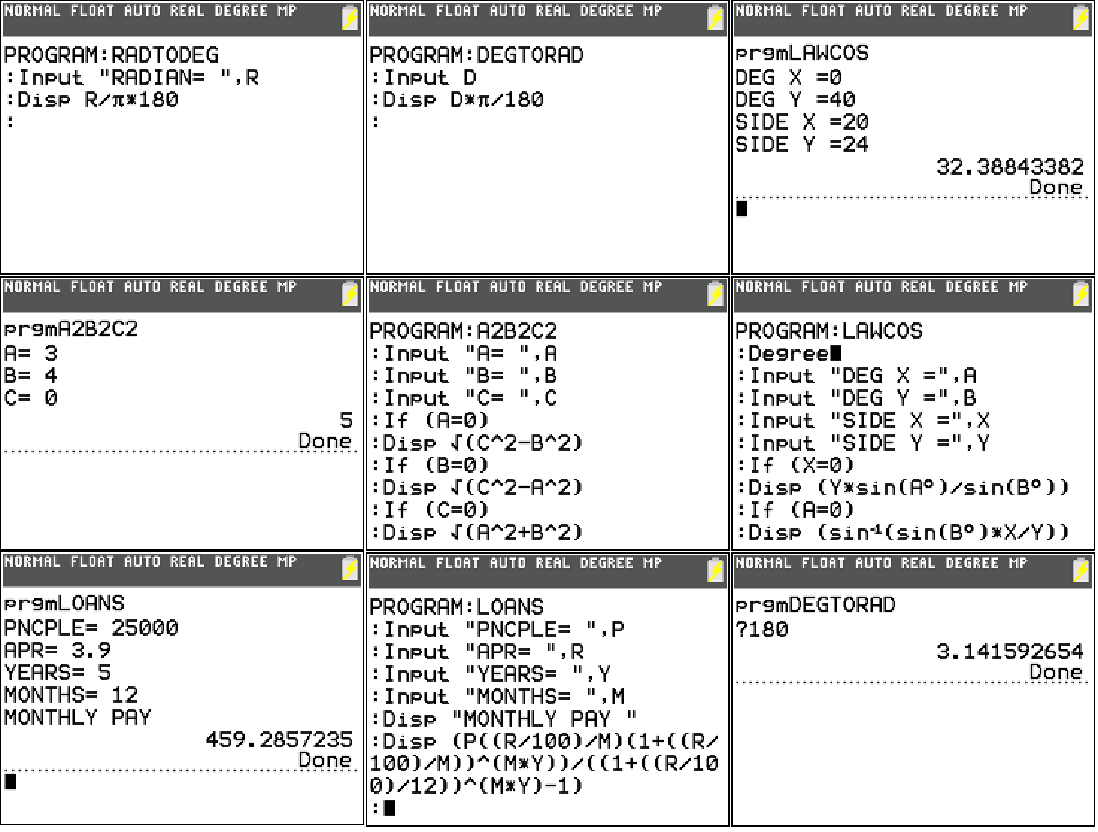 NORMAL FLOAT AUTO REAL DEGREE MP
PROGRAM:RADTODEG
:Input "RADIAN= ",R
:Disp R/π*180
:
NORMAL FLOAT AUTO REAL DEGREE MP
PROGRAM:DEGTORAD
:Input D
:Disp D*π/180
:
NORMAL FLOAT AUTO REAL DEGREE MP
prgmLAWCOS
DEG X =0
DEG Y =40
SIDE X =20
SIDE Y =24
32.38843382
Done
NORMAL FLOAT AUTO REAL DEGREE MP
prgmA2B2C2
A= 3
B= 4
C= 0
5
Done
NORMAL FLOAT AUTO REAL DEGREE MP
PROGRAM:A2B2C2
:Input "A= ",A
:Input "B= ",B
:Input "C= ",C
:If (A=0)
:Disp √(C^2-B^2)
:If (B=0)
:Disp √(C^2-A^2)
:If (C=0)
:Disp √(A^2+B^2)
NORMAL FLOAT AUTO REAL DEGREE MP
PROGRAM:LAWCOS
:Degree
:Input "DEG X =",A
:Input "DEG Y =",B
:Input "SIDE X =",X
:Input "SIDE Y =",Y
:If (X=0)
:Disp (Y*sin(A°)/sin(B°))
:If (A=0)
:Disp (sin⁻¹(sin(B°)*X/Y))
NORMAL FLOAT AUTO REAL DEGREE MP
prgmLOANS
PNCPLE= 25000
APR= 3.9
YEARS= 5
MONTHS= 12
MONTHLY PAY
459.2857235
Done
NORMAL FLOAT AUTO REAL DEGREE MP
PROGRAM:LOANS
:Input "PNCPLE= ",P
:Input "APR= ",R
:Input "YEARS= ",Y
:Input "MONTHS= ",M
:Disp "MONTHLY PAY "
:Disp (P((R/100)/M)(1+((R/
100)/M))^(M*Y))/((1+((R/10
0)/12))^(M*Y)-1)
:
NORMAL FLOAT AUTO REAL DEGREE MP
prgmDEGTORAD
?180
3.141592654
Done